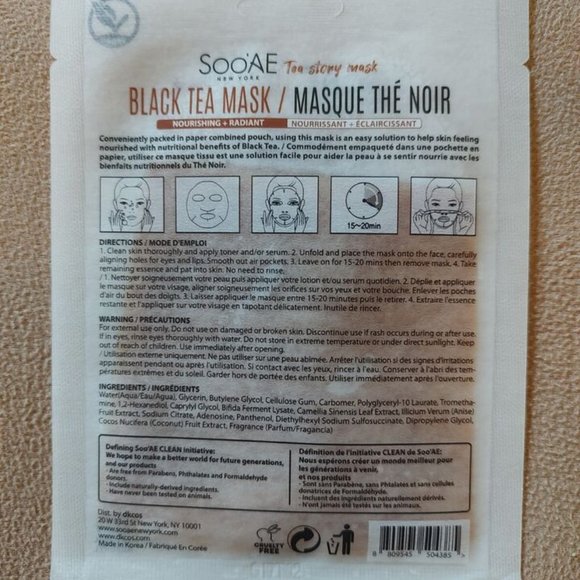 Soo'AE Tea story mask
NEW YORK
BLACK TEA MASK / MASQUE THÉ NOIR
NOURISHING + RADIANT NOURRISSANT + ÉCLAIRCISSANT
Conveniently packed in paper combined pouch, using this mask is an easy solution to help skin feeling
nourished with nutritional benefits of Black Tea. / Commodément empaqueté dans une pochette en
papier, utiliser ce masque tissu est une solution facile pour aider la peau à se sentir nourrie avec les
bienfaits nutritionnels du Thé Noir.
15~20min
DIRECTIONS / MODE D'EMPLOI
1. Clean skin thoroughly and apply toner and/or serum. 2. Unfold and place the mask onto the face, carefully
aligning holes for eyes and lips. Smooth out air pockets. 3. Leave on for 15-20 mins then remove mask. 4. Take
remaining essence and pat into skin. No need to rinse.
/ 1. Nettoyer soigneusement votre peau puis appliquer votre lotion et/ou serum quotidien. 2. Déplie et appliquer
le masque sur votre visage, aligner soigneusement les orifices sur vos yeux et votre bouche. Enlever les poches
d'air du bout des doigts. 3. Laisser appliquer le masque entre 15-20 minutes puis le retirer. 4. Extraire l'essence
restante et l'appliquer sur votre visage en tapotant délicatement. Inutile de rincer.
WARNING / PRÉCAUTIONS
For external use only. Do not use on damaged or broken skin. Discontinue use if rash occurs during or after use.
If in eyes, rinse eyes thoroughly with warm water. Do not store in extreme temperature or under direct sunlight. Keep
out of reach of children. Use immediately after opening.
/ Utilisation externe uniquement. Ne pas utiliser sur une peau abimée. Arrêter l'utilisation si des signes d'irritations
apparaissent pendant ou après l'utilisation. Si contact avec les yeux, rincer à l'eau. Conserver à l'abri des tem-
pératures extrêmes et du soleil. Garder hors de portée des enfants. Utiliser immédiatement après l'ouverture.
INGREDIENTS / INGRÉDIENTS
Water(Aqua/Eau/Agua), Glycerin, Butylene Glycol, Cellulose Gum, Carbomer, Polyglyceryl-10 Laurate, Trometha-
mine, 1,2-Hexanediol, Caprylyl Glycol, Bifida Ferment Lysate, Camellia Sinensis Leaf Extract, Illicium Verum (Anise)
Fruit Extract, Sodium Citrate, Adenosine, Panthenol, Diethylhexyl Sodium Sulfosuccinate, Dipropylene Glycol,
Cocos Nucifera (Coconut) Fruit Extract, Fragrance (Parfum/Fragancia)
Defining Soo'AE CLEAN initiative:
We hope to make a better world for future generations,
and our products
- Are free from Parabens, Phthalates and Formaldehyde
donors.
- Include naturally-derived ingredients.
- Have never been tested on animals.
Définition de l'initiative CLEAN de Soo'AE:
Nous espérons créer un monde meilleur pour
les générations à venir,
et nos produits
- Sont sans Parabens, sans Phtalates et sans cellules
donatrices de Formaldéhyde.
- Incluent des ingrédients naturellement dérivés.
- N'ont jamais été testés sur les animaux.
Dist. by dkcos
20 W 33rd St New York, NY 10001
www.sooaenewyork.com
www.dkcos.com
Made in Korea / Fabriqué En Corée
CRUELTY
FREE
8 809545 504385